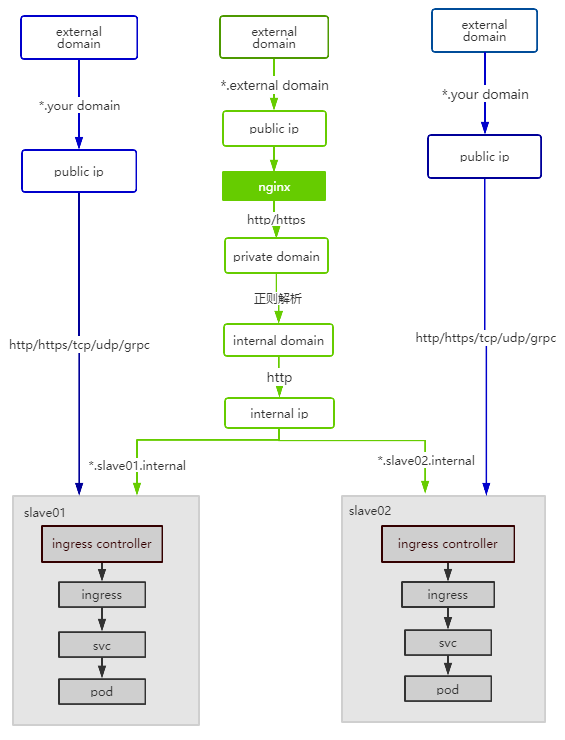 external
domain
*.your domain
public ip
http/https/tcp/udp/grpc
external
domain
*.external domain
public ip
nginx
http/https
private domain
正则解析
internal domain
http
internal ip
*.slave01.internal
*.slave02.internal
external
domain
*.your domain
public ip
http/https/tcp/udp/grpc
slave01
ingress controller
ingress
svc
pod
slave02
ingress controller
ingress
svc
pod